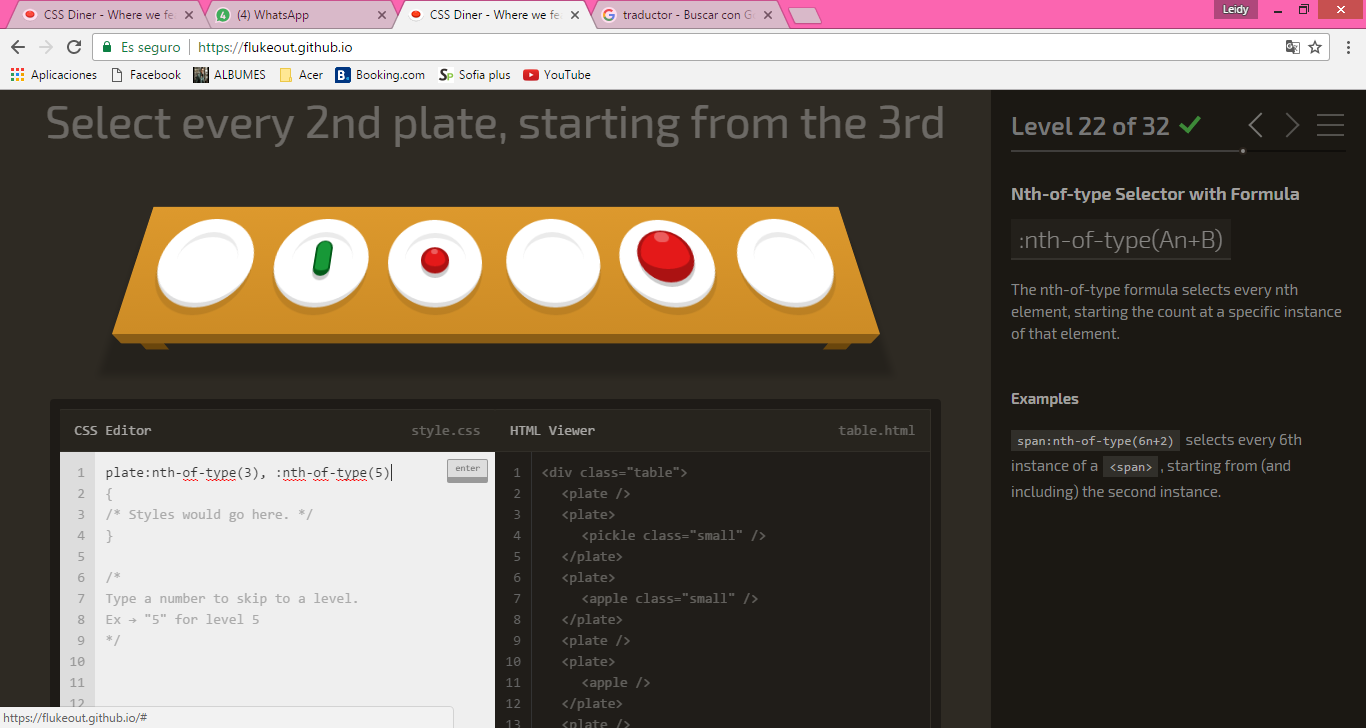 CSS Diner - Where we fe
(4) WhatsApp
CSS Diner - Where we fe
traductor - Buscar con G
Leidy
Es seguro
https://flukeout.github.io
Aplicaciones
Facebook
ALBUMES
Acer
B. Booking.com
Sp Sofia plus
YouTube
Select every 2nd plate, starting from the 3rd
CSS Editor style.css
1 plate:nth-of-type(3), :nth-of-type(5) enter
2 {
3 /* Styles would go here. */
4 }
5
6 /*
7 Type a number to skip to a level.
8 Ex → "5" for level 5
9 */
10
11
12
HTML Viewer table.html
1 <div class="table">
2 <plate />
3 <plate>
4 <pickle class="small" />
5 </plate>
6 <plate>
7 <apple class="small" />
8 </plate>
9 <plate />
10 <plate>
11 <apple />
12 </plate>
13 <plate />
Level 22 of 32
Nth-of-type Selector with Formula
:nth-of-type(An+B)
The nth-of-type formula selects every nth
element, starting the count at a specific instance
of that element.
Examples
span:nth-of-type(6n+2) selects every 6th
instance of a <span> , starting from (and
including) the second instance.
https://flukeout.github.io/#